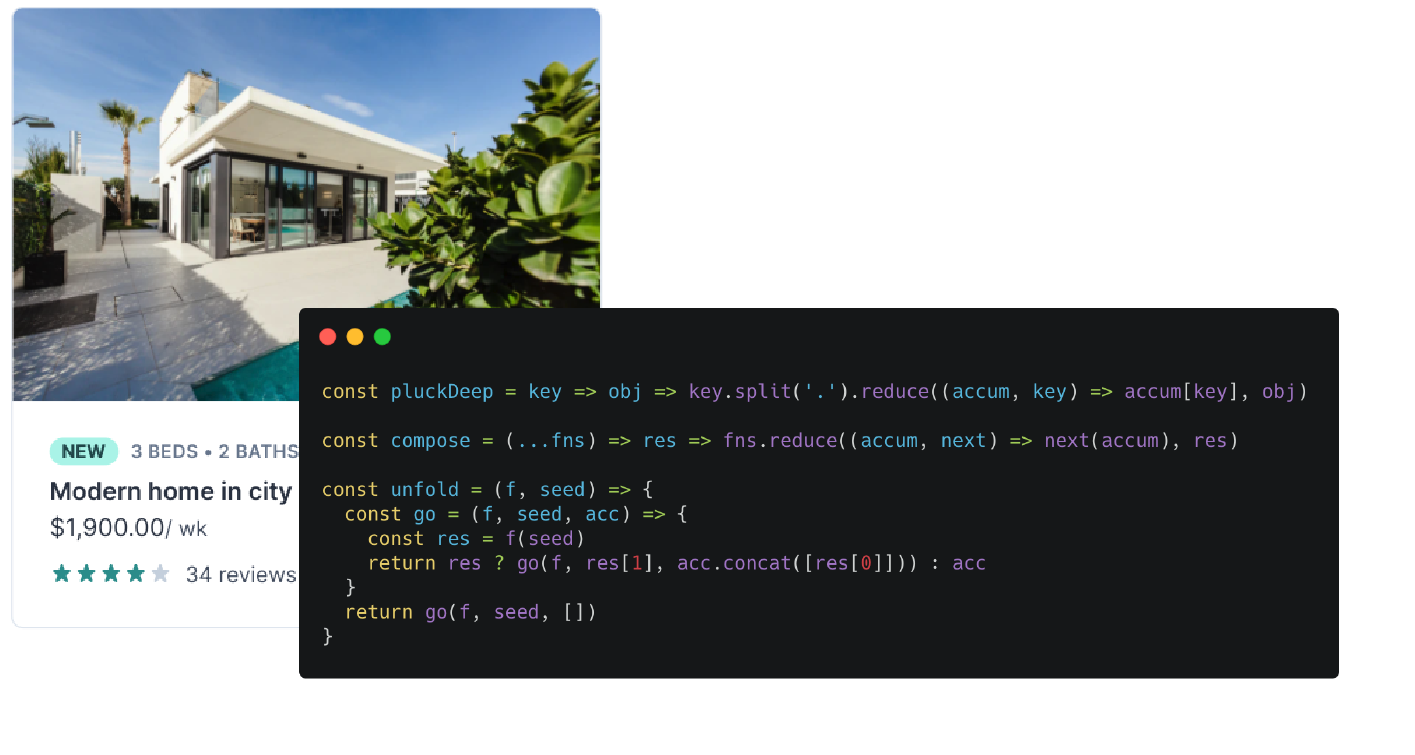 NEW 3 BEDS • 2 BATHS
Modern home in city
$1,900.00/ wk
34 reviews
const pluckDeep = key => obj => key.split('.').reduce((accum, key) => accum[key], obj)
const compose = (...fns) => res => fns.reduce((accum, next) => next(accum), res)
const unfold = (f, seed) => {
  const go = (f, seed, acc) => {
    const res = f(seed)
    return res ? go(f, res[1], acc.concat([res[0]])) : acc
  }
  return go(f, seed, [])
}